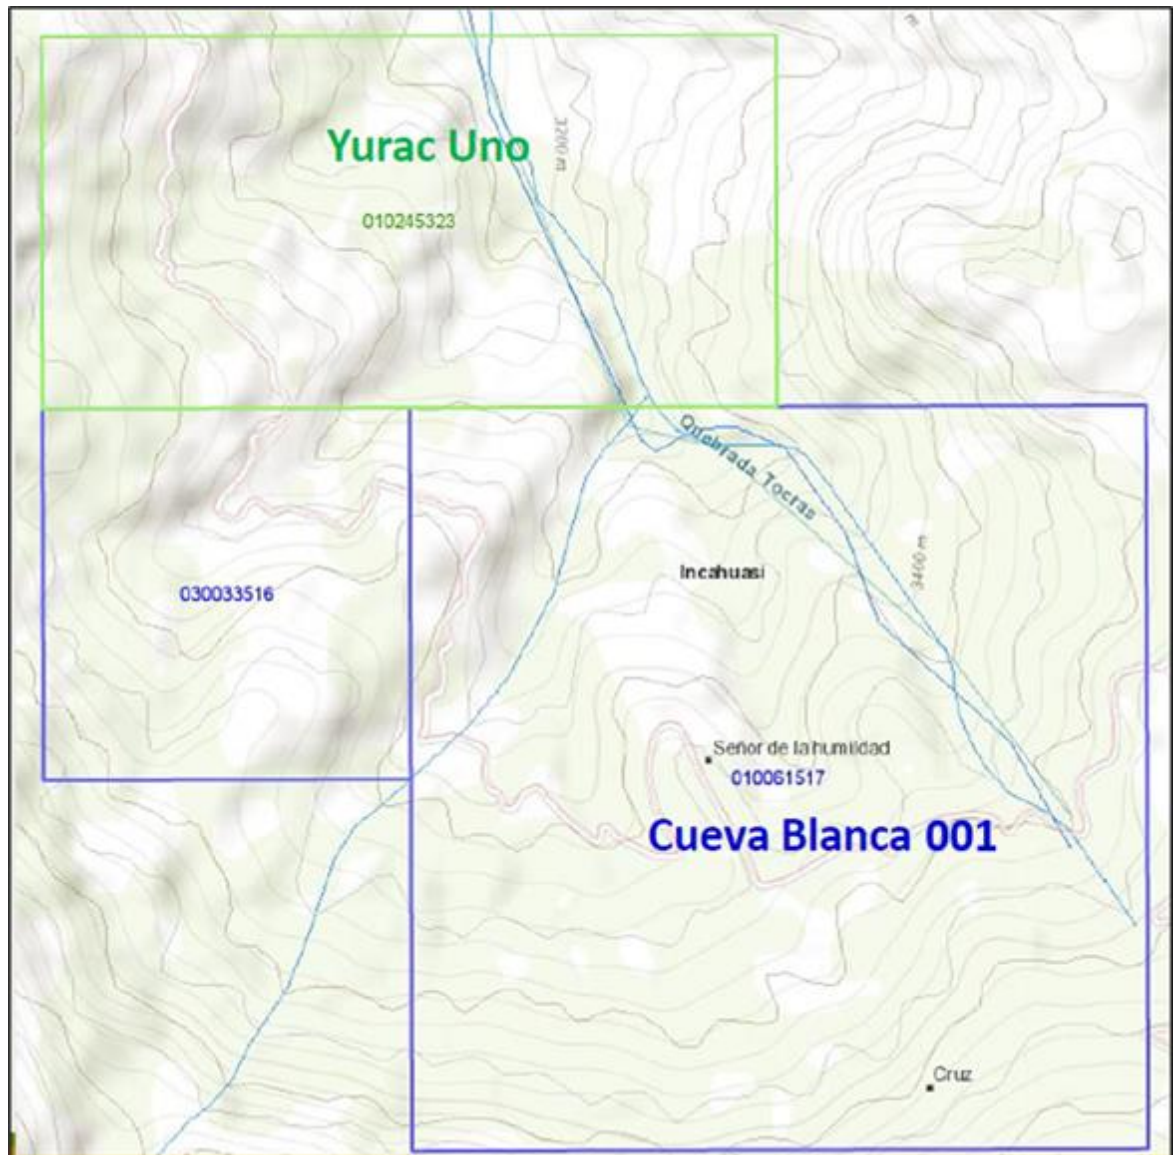 m
3200 m
Yurac Uno
010245323
Quebrada Tocras
3400 m
Incahuasi
030033516
Señor de la humildad
010061517
Cueva Blanca 001
Cruz